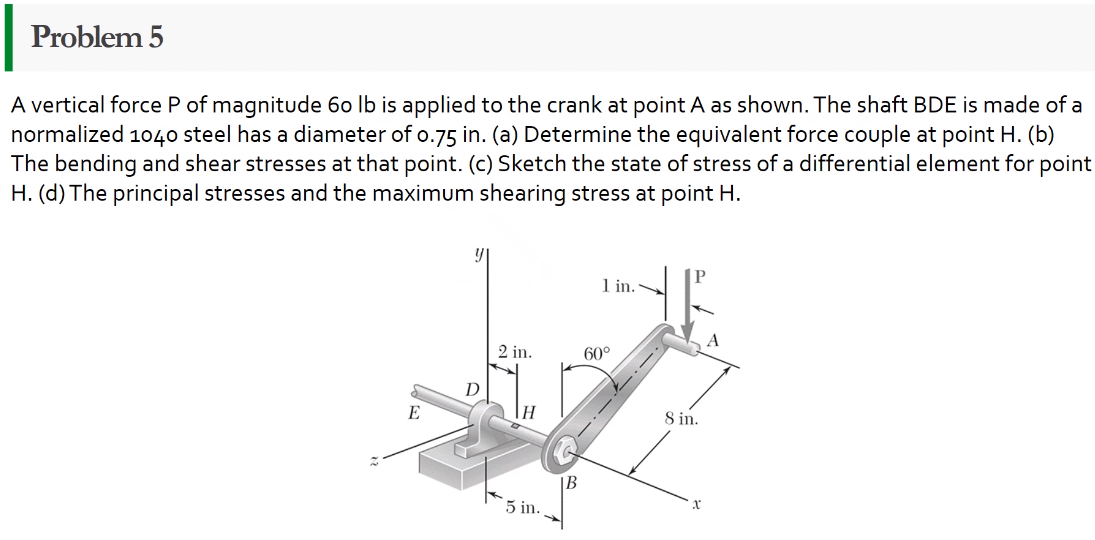 Problem 5
A vertical force P of magnitude 60 lb is applied to the crank at point A as shown. The shaft BDE is made of a
normalized 1040 steel has a diameter of 0.75 in. (a) Determine the equivalent force couple at point H. (b)
The bending and shear stresses at that point. (c) Sketch the state of stress of a differential element for point
H. (d) The principal stresses and the maximum shearing stress at point H.
y
P
1 in.
A
2 in.
60°
D
E
H
8 in.
z
B
x
5 in.